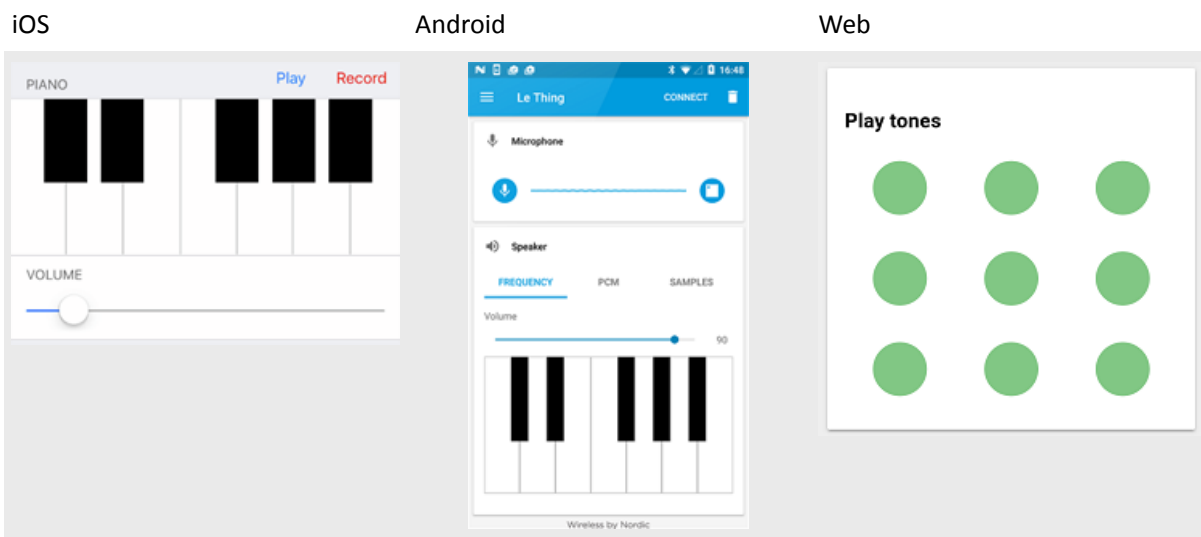 iOS
Android
Web
PIANO Play Record
VOLUME
16:48
Le Thing CONNECT
Microphone
Speaker
FREQUENCY PCM SAMPLES
Volume
90
Wireless by Nordic
Play tones